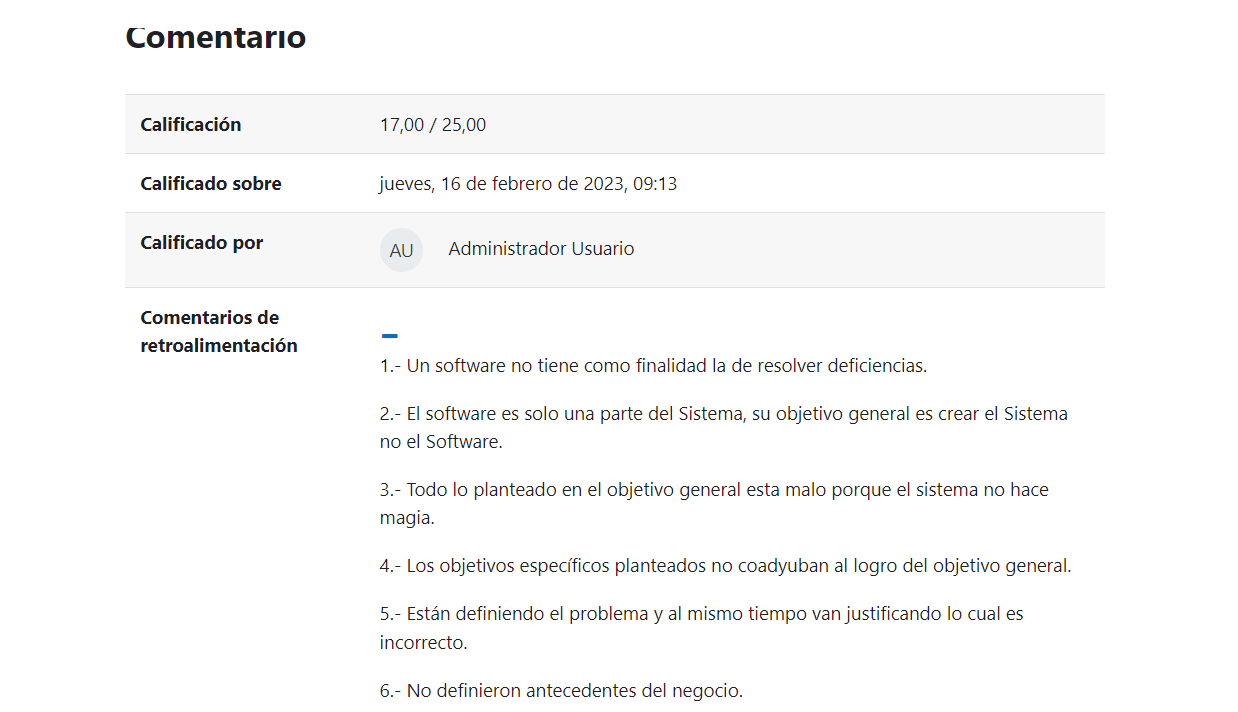 Comentario
Calificación 17,00 / 25,00
Calificado sobre jueves, 16 de febrero de 2023, 09:13
Calificado por AU Administrador Usuario
Comentarios de
retroalimentación
1.- Un software no tiene como finalidad la de resolver deficiencias.
2.- El software es solo una parte del Sistema, su objetivo general es crear el Sistema
no el Software.
3.- Todo lo planteado en el objetivo general esta malo porque el sistema no hace
magia.
4.- Los objetivos específicos planteados no coadyuban al logro del objetivo general.
5.- Están definiendo el problema y al mismo tiempo van justificando lo cual es
incorrecto.
6.- No definieron antecedentes del negocio.